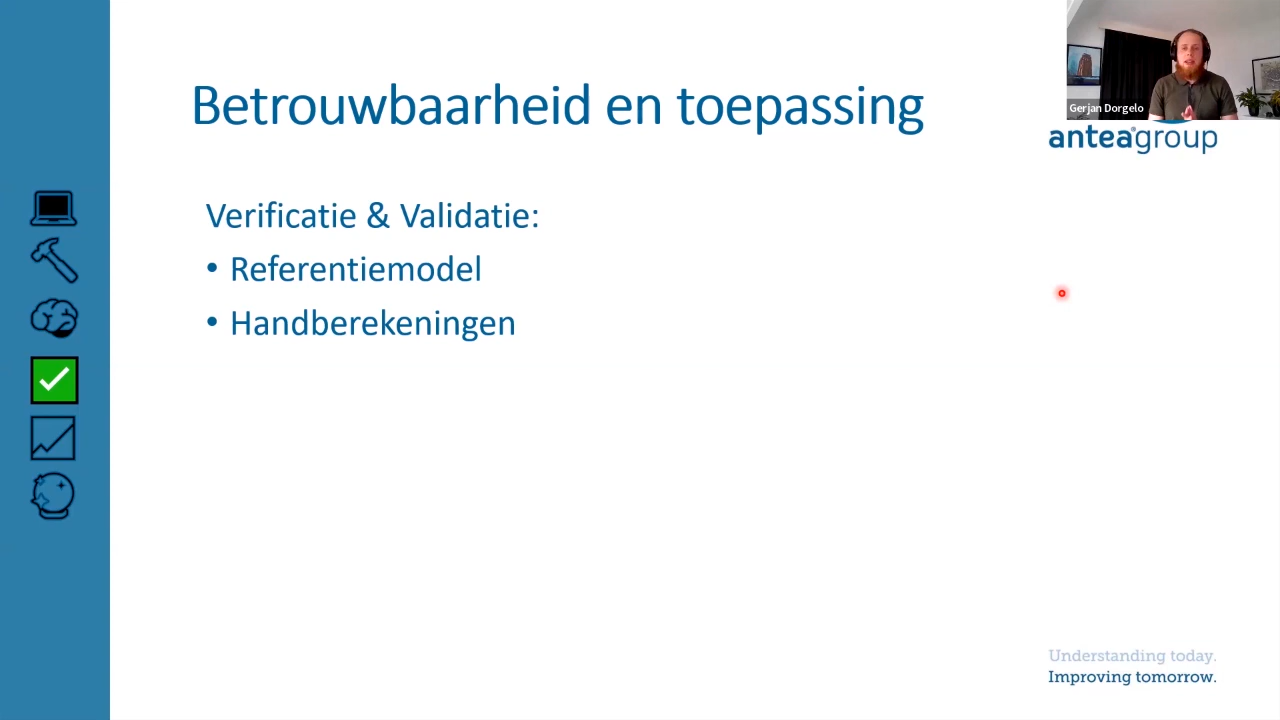 Betrouwbaarheid en toepassing
Gerjan Dorgelo
anteagroup
Verificatie & Validatie:
• Referentiemodel
• Handberekeningen
Understanding today.
Improving tomorrow.